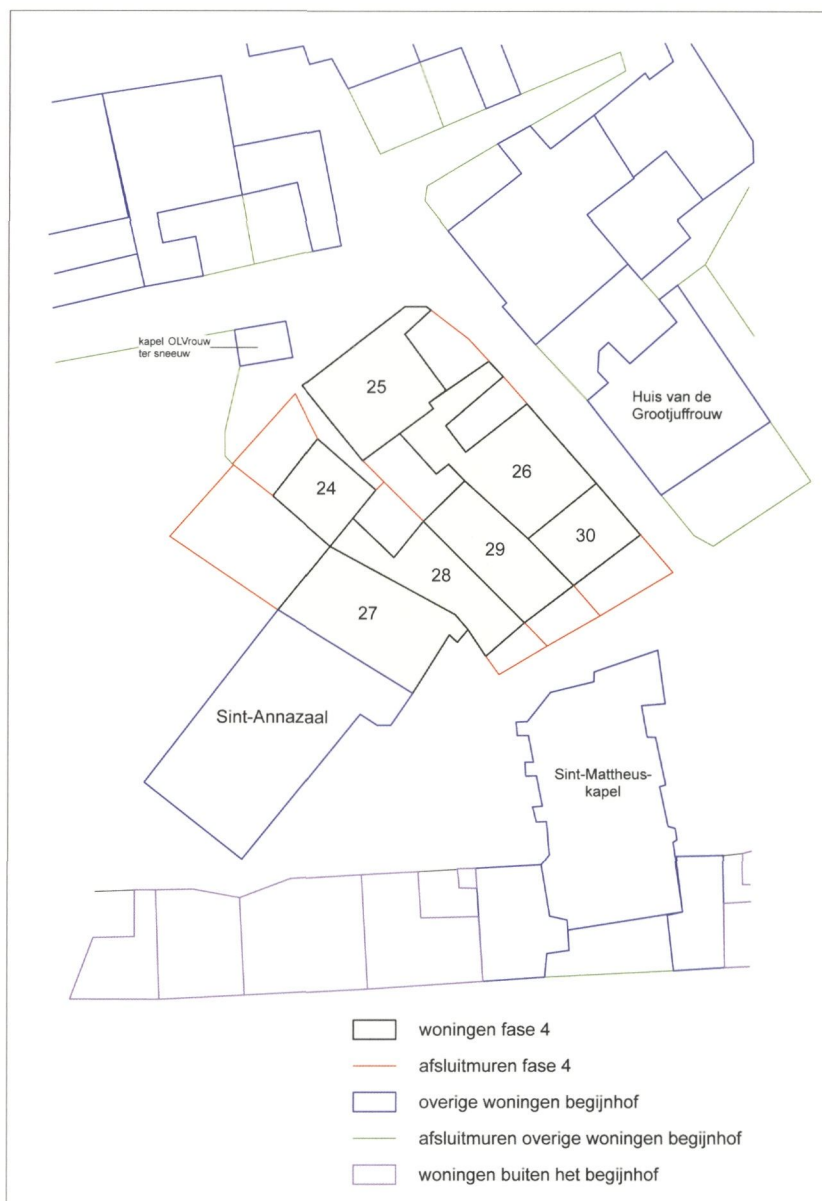 kapel OLVrouw
ter sneeuw
25
Huis van de
Grootjuffrouw
24
26
30
29
28
27
Sint-Annazaal
Sint-Mattheus-
kapel
woningen fase 4
afsluitmuren fase 4
overige woningen begijnhof
afsluitmuren overige woningen begijnhof
woningen buiten het begijnhof